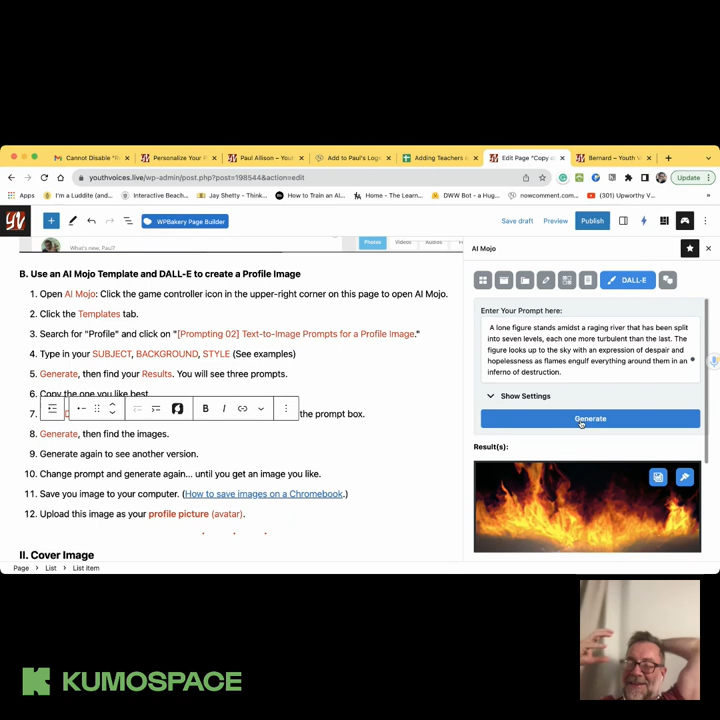 Cannot Disable "R
Personalize Your P
Paul Allison – Yout
Add to Paul's Log
Adding Teachers a
Edit Page "Copy o
Bernard – Youth V
youthvoices.live/wp-admin/post.php?post=198544&action=edit
Update
Apps
I'm a Luddite (and...
Interactive Beach...
Jay Shetty - Think...
How to Train an AI...
Home - The Learn...
DWW Bot - a Hug...
nowcomment.com...
(301) Upworthy V...
WPBakery Page Builder
Save draft
Preview
Publish
What's new, Paul?
Photos
Videos
Audios
AI Mojo
B. Use an AI Mojo Template and DALL-E to create a Profile Image
1. Open AI Mojo: Click the game controller icon in the upper-right corner on this page to open AI Mojo.
2. Click the Templates tab.
3. Search for "Profile" and click on "[Prompting 02] Text-to-Image Prompts for a Profile Image."
4. Type in your SUBJECT, BACKGROUND, STYLE (See examples)
5. Generate, then find your Results. You will see three prompts.
6. Copy the one you like best.
7.
B
I
the prompt box.
8. Generate, then find the images.
9. Generate again to see another version.
10. Change prompt and generate again... until you get an image you like.
11. Save you image to your computer. (How to save images on a Chromebook.)
12. Upload this image as your profile picture (avatar).
II. Cover Image
DALL-E
Enter Your Prompt here:
A lone figure stands amidst a raging river that has been split
into seven levels, each one more turbulent than the last. The
figure looks up to the sky with an expression of despair and
hopelessness as flames engulf everything around them in an
inferno of destruction.
Show Settings
Generate
Result(s):
Page > List > List item
KUMOSPACE